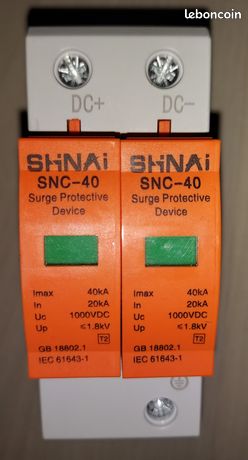 leboncoin
DC+ DC-
SHNAi SHNAi
SNC-40 SNC-40
Surge Protective Surge Protective
Device Device
Imax 40kA Imax 40kA
In 20kA In 20kA
Uc 1000VDC Uc 1000VDC
Up ≤1.8kV Up ≤1.8kV
T2 T2
GB 18802.1 GB 18802.1
IEC 61643-1 IEC 61643-1